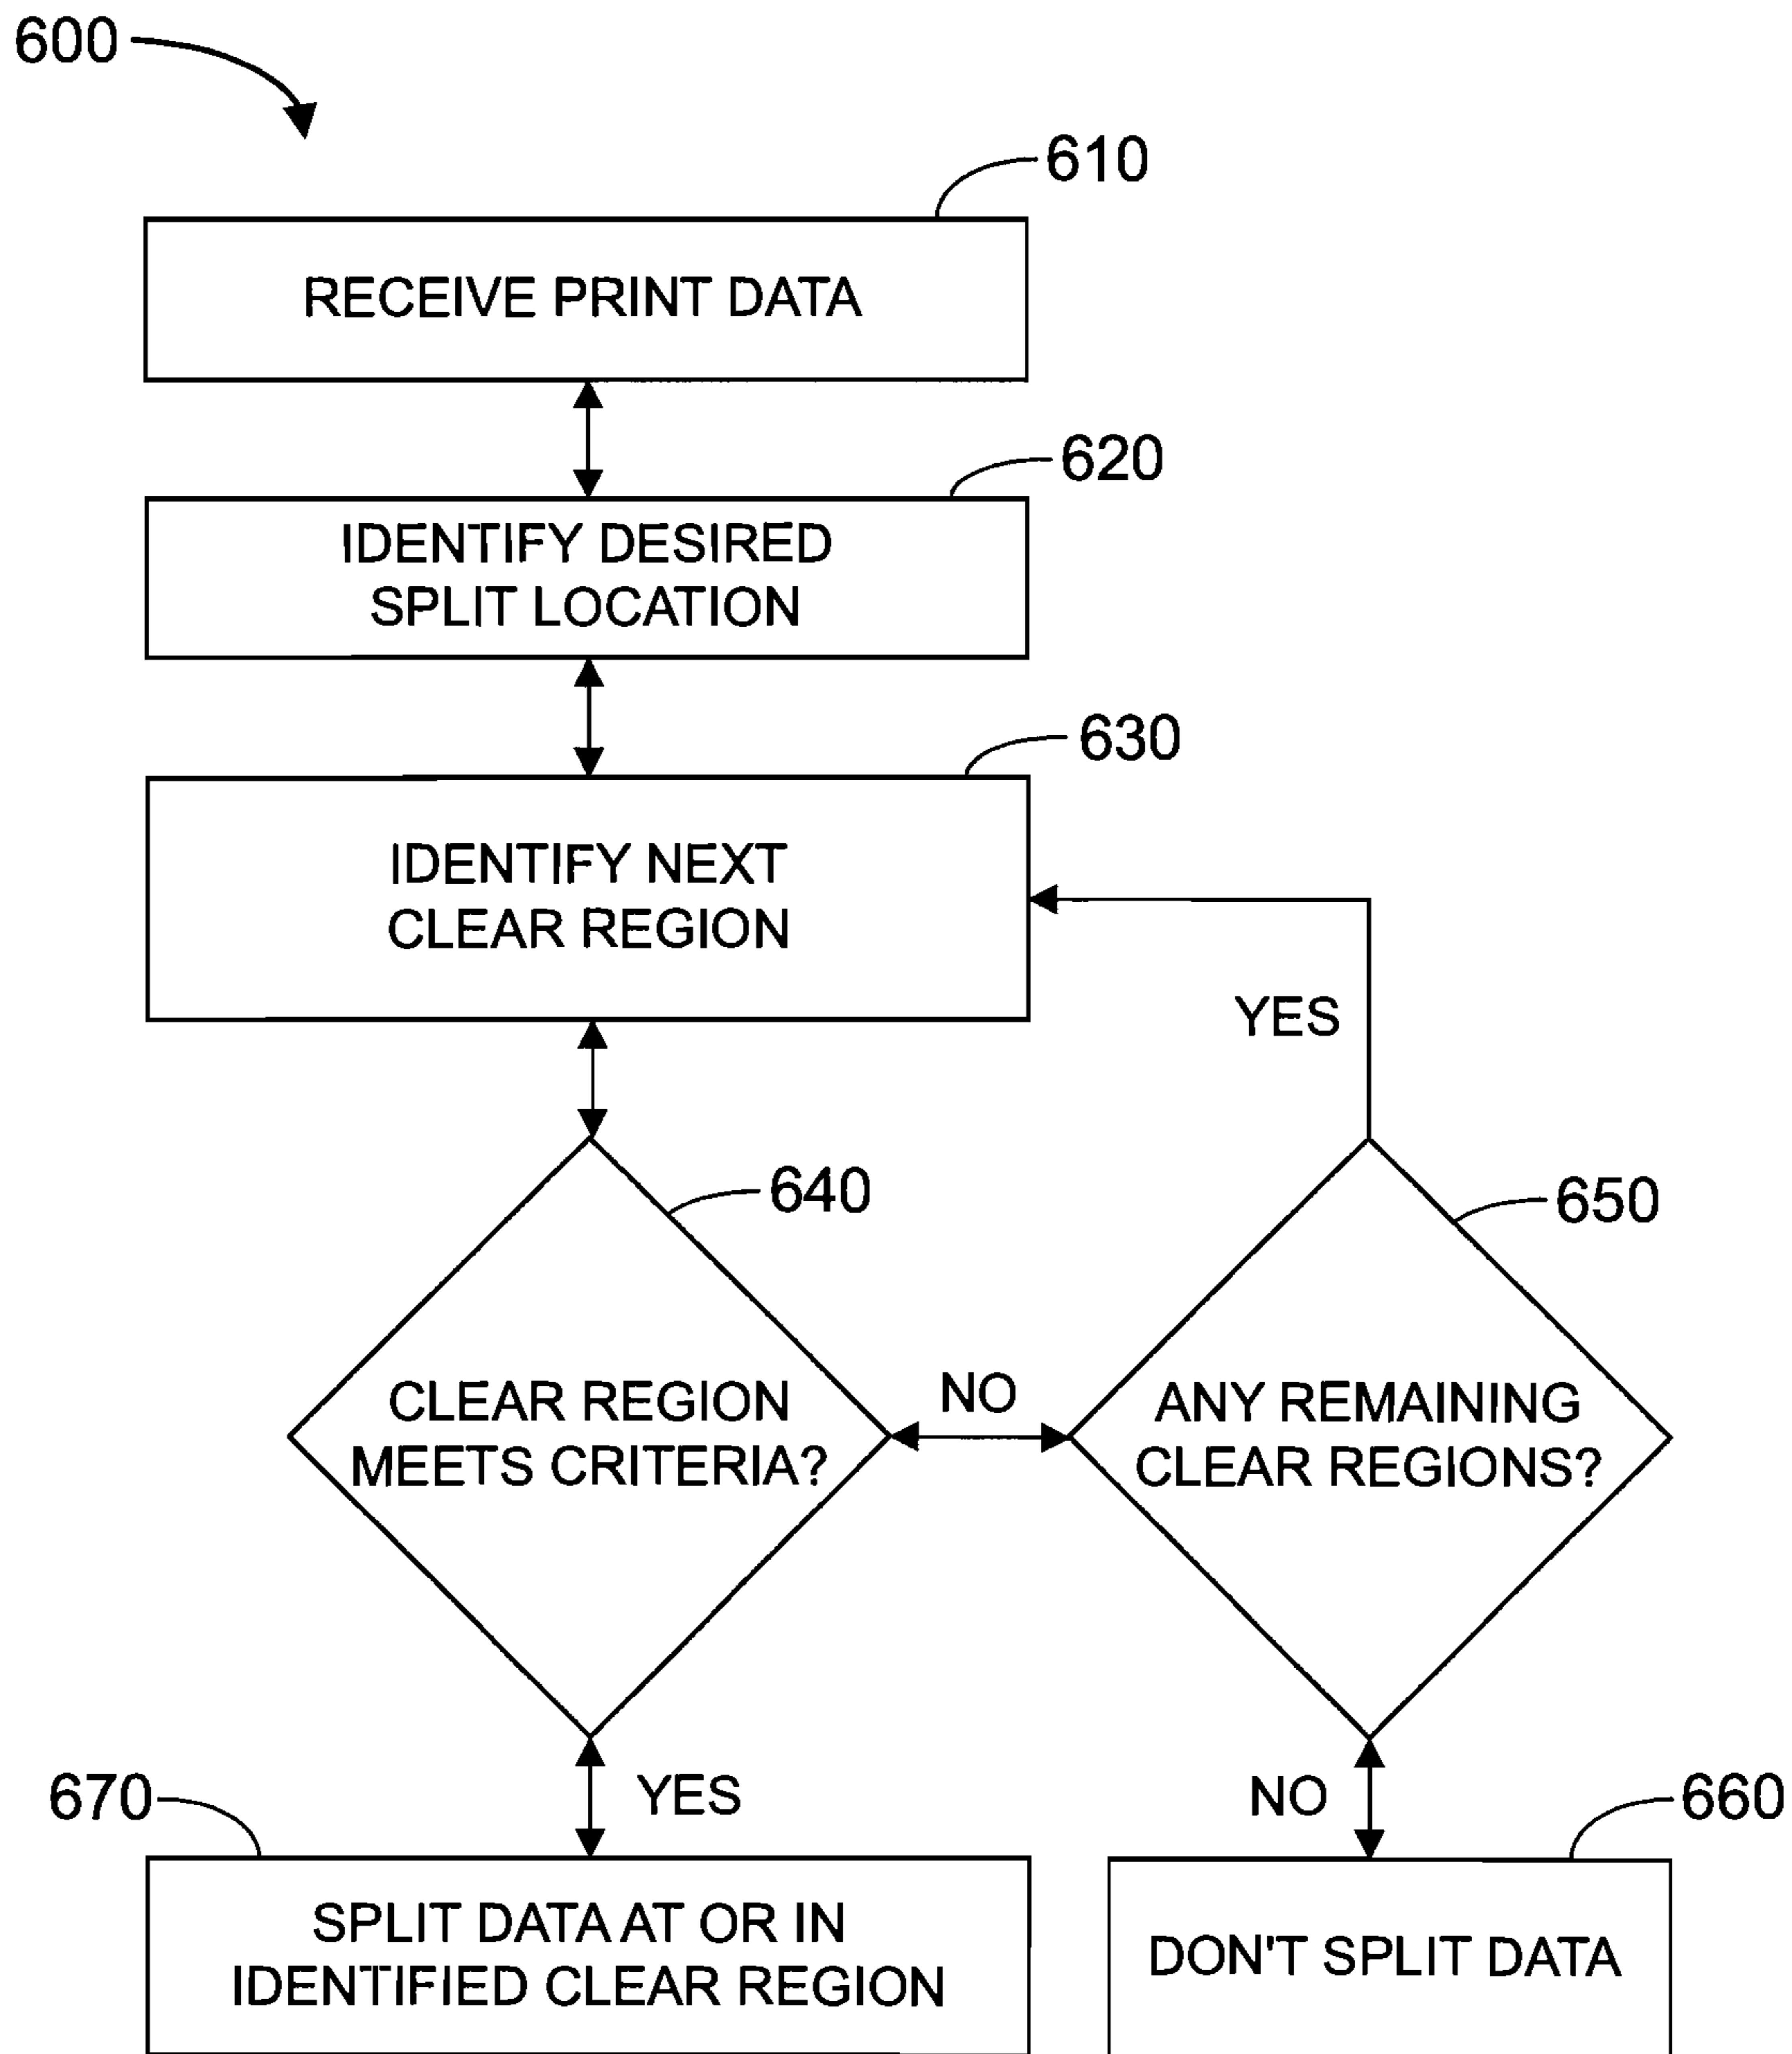 600
610
RECEIVE PRINT DATA
620
IDENTIFY DESIRED
SPLIT LOCATION
630
IDENTIFY NEXT
CLEAR REGION
YES
640
650
CLEAR REGION
MEETS CRITERIA?
NO
ANY REMAINING
CLEAR REGIONS?
670
YES
NO
660
SPLIT DATA AT OR IN
IDENTIFIED CLEAR REGION
DON'T SPLIT DATA